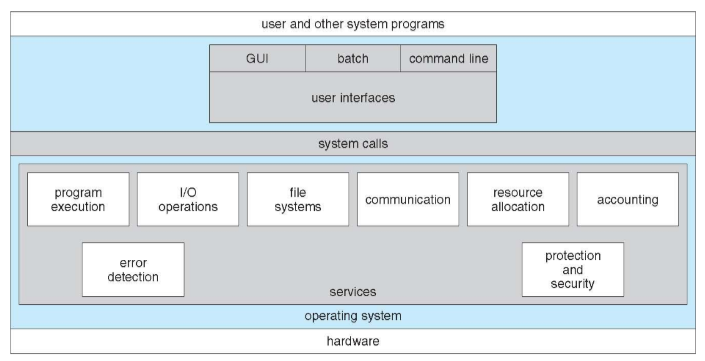 user and other system programs
GUI
batch
command line
user interfaces
system calls
program
execution
I/O
operations
file
systems
communication
resource
allocation
accounting
error
detection
protection
and
security
services
operating system
hardware